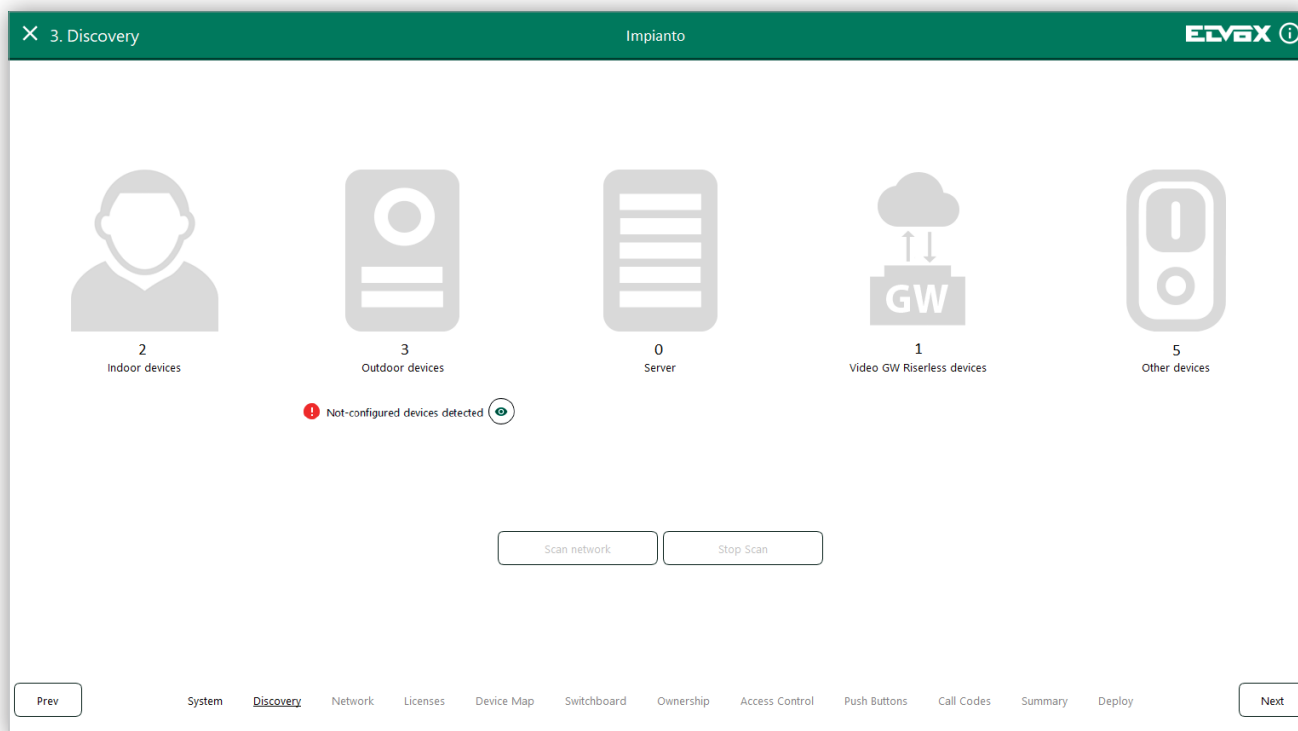 3. Discovery
Impianto
ELVOX
GW
2
Indoor devices
3
Outdoor devices
0
Server
1
Video GW Riserless devices
5
Other devices
Not-configured devices detected
Scan network
Stop Scan
Prev
System
Discovery
Network
Licenses
Device Map
Switchboard
Ownership
Access Control
Push Buttons
Call Codes
Summary
Deploy
Next